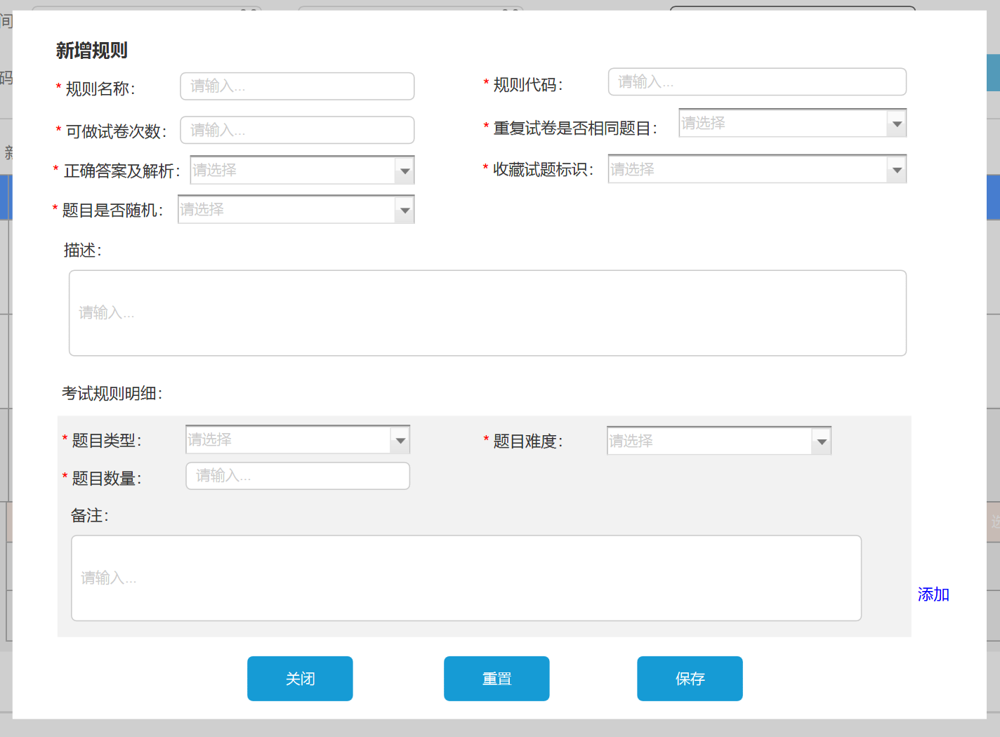 间
码
新
新增规则
* 规则名称： 请输入...
* 规则代码： 请输入...
* 可做试卷次数： 请输入...
* 重复试卷是否相同题目： 请选择
* 正确答案及解析： 请选择
* 收藏试题标识： 请选择
* 题目是否随机： 请选择
描述：
请输入...
考试规则明细：
* 题目类型： 请选择
* 题目难度： 请选择
* 题目数量： 请输入...
备注：
请输入...
添加
关闭 重置 保存